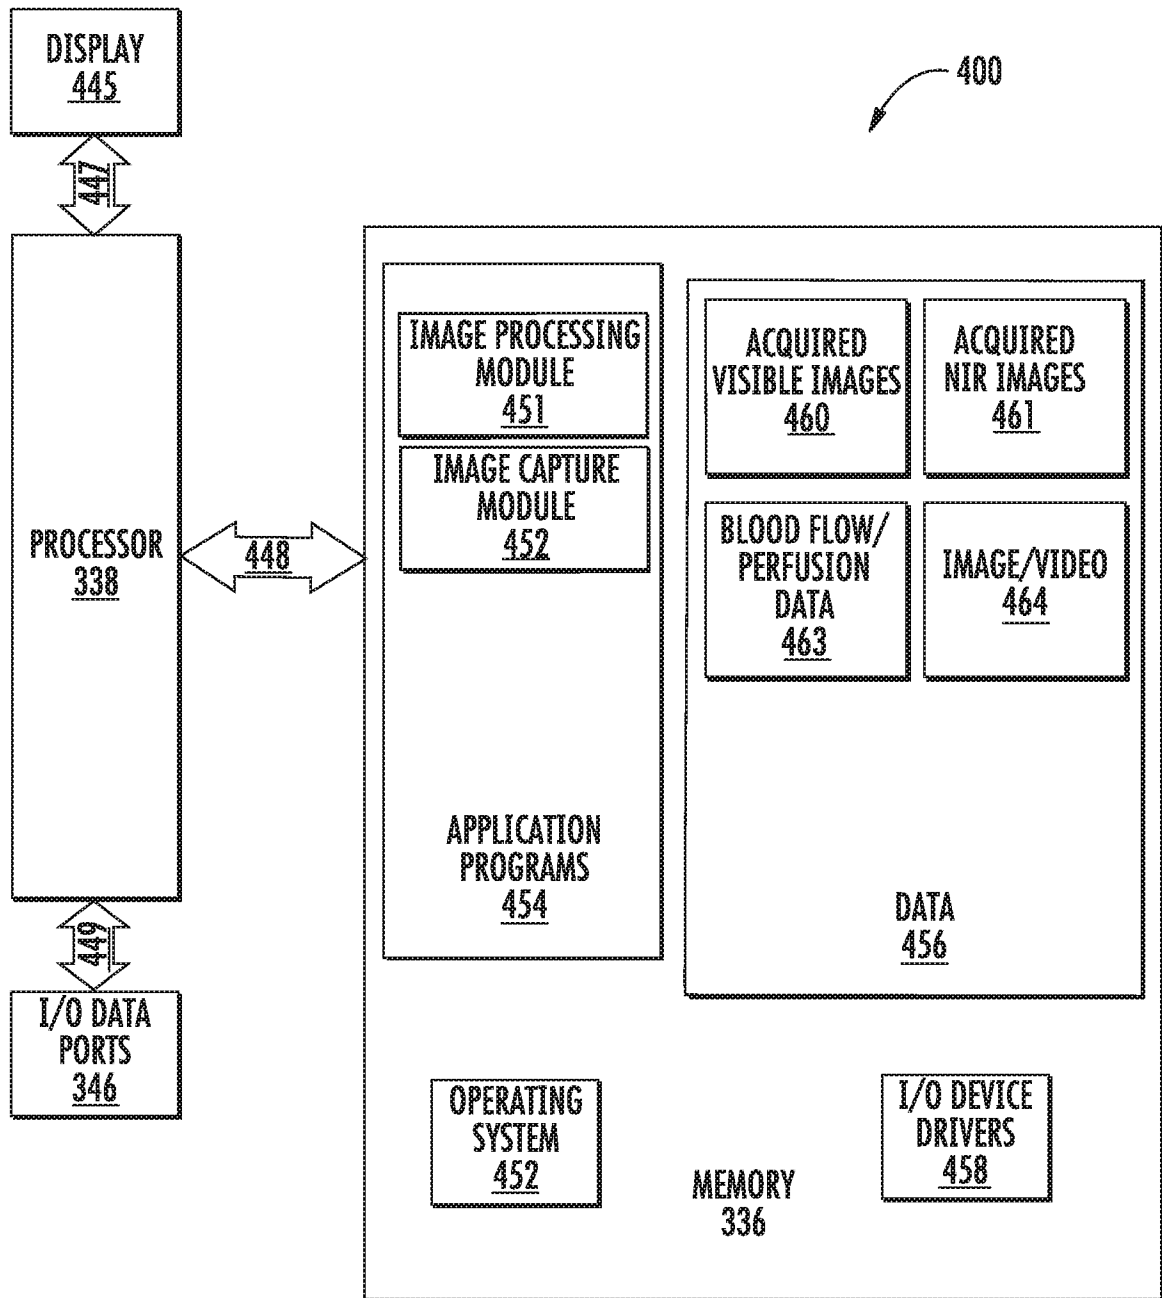 DISPLAY
445
400
447
PROCESSOR
338
448
449
I/O DATA
PORTS
346
IMAGE PROCESSING
MODULE
451
IMAGE CAPTURE
MODULE
452
APPLICATION
PROGRAMS
454
ACQUIRED
VISIBLE IMAGES
460
ACQUIRED
NIR IMAGES
461
BLOOD FLOW/
PERFUSION
DATA
463
IMAGE/VIDEO
464
DATA
456
OPERATING
SYSTEM
452
MEMORY
336
I/O DEVICE
DRIVERS
458